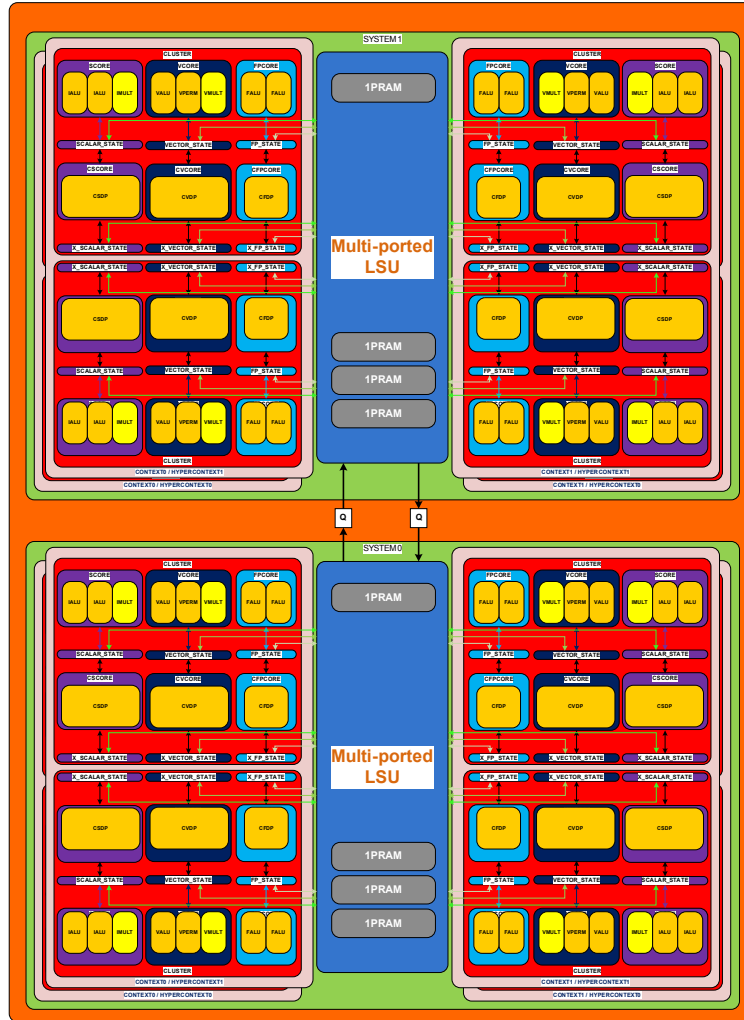 SYSTEM1
CLUSTER CLUSTER
SCORE VCORE FPCORE FPCORE VCORE SCORE
IALU IALU IMULT VALU VPERM VMULT FALU FALU 1PRAM FALU FALU VMULT VPERM VALU IMULT IALU IALU
SCALAR_STATE VECTOR_STATE FP_STATE FP_STATE VECTOR_STATE SCALAR_STATE
CSCORE CVCORE CFPCORE CFPCORE CVCORE CSCORE
CSDP CVDP CFDP CFDP CVDP CSDP
X_SCALAR_STATE X_VECTOR_STATE X_FP_STATE Multi-ported X_FP_STATE X_VECTOR_STATE X_SCALAR_STATE
X_SCALAR_STATE X_VECTOR_STATE X_FP_STATE LSU X_FP_STATE X_VECTOR_STATE X_SCALAR_STATE
CSDP CVDP CFDP CFDP CVDP CSDP
1PRAM
SCALAR_STATE VECTOR_STATE FP_STATE 1PRAM FP_STATE VECTOR_STATE SCALAR_STATE
1PRAM
IALU IALU IMULT VALU VPERM VMULT FALU FALU FALU FALU VMULT VPERM VALU IMULT IALU IALU
CLUSTER CLUSTER
CONTEXT0 / HYPERCONTEXT1 CONTEXT1 / HYPERCONTEXT1
CONTEXT0 / HYPERCONTEXT0 CONTEXT1 / HYPERCONTEXT0
Q Q
SYSTEM0
CLUSTER CLUSTER
SCORE VCORE FPCORE FPCORE VCORE SCORE
IALU IALU IMULT VALU VPERM VMULT FALU FALU 1PRAM FALU FALU VMULT VPERM VALU IMULT IALU IALU
SCALAR_STATE VECTOR_STATE FP_STATE FP_STATE VECTOR_STATE SCALAR_STATE
CSCORE CVCORE CFPCORE CFPCORE CVCORE CSCORE
CSDP CVDP CFDP CFDP CVDP CSDP
X_SCALAR_STATE X_VECTOR_STATE X_FP_STATE Multi-ported X_FP_STATE X_VECTOR_STATE X_SCALAR_STATE
X_SCALAR_STATE X_VECTOR_STATE X_FP_STATE LSU X_FP_STATE X_VECTOR_STATE X_SCALAR_STATE
CSDP CVDP CFDP CFDP CVDP CSDP
1PRAM
SCALAR_STATE VECTOR_STATE FP_STATE 1PRAM FP_STATE VECTOR_STATE SCALAR_STATE
1PRAM
IALU IALU IMULT VALU VPERM VMULT FALU FALU FALU FALU VMULT VPERM VALU IMULT IALU IALU
CLUSTER CLUSTER
CONTEXT0 / HYPERCONTEXT1 CONTEXT1 / HYPERCONTEXT1
CONTEXT0 / HYPERCONTEXT0 CONTEXT1 / HYPERCONTEXT0